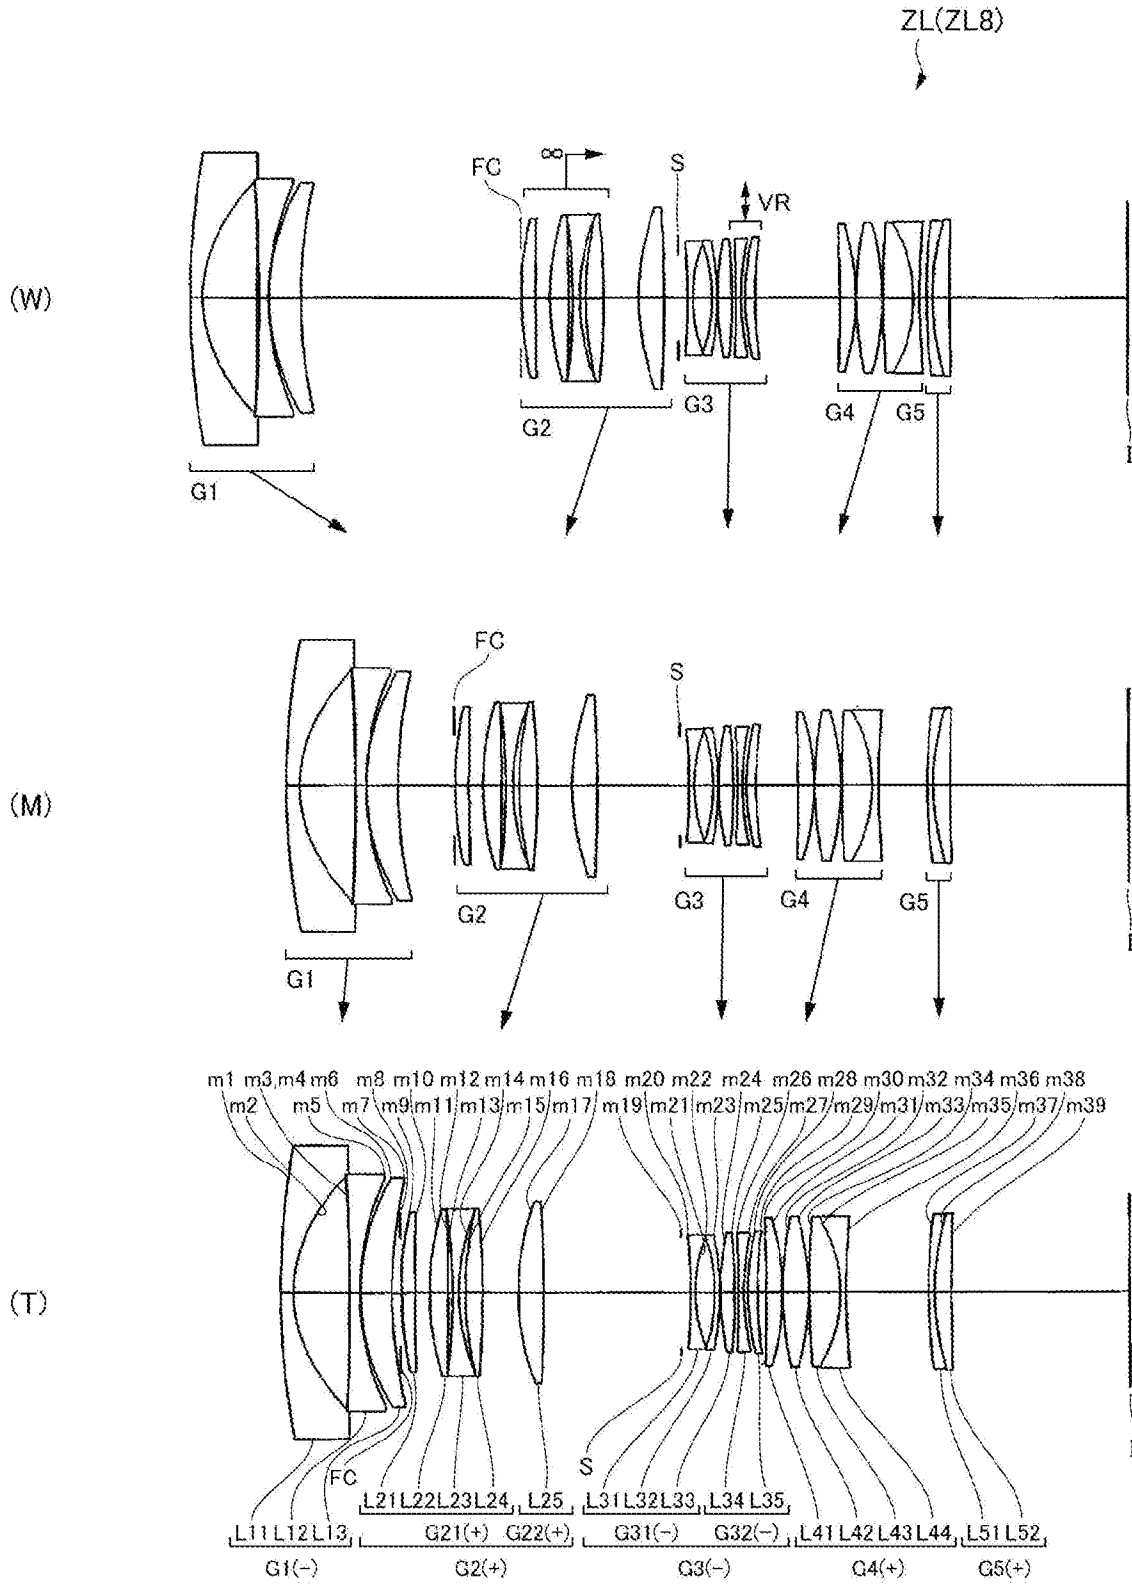 ZL(ZL8)
∞
FC
S
VR
(W)
G1
G2
G3
G4
G5
FC
S
(M)
G1
G2
G3
G4
G5
m1 m3 m4 m6 m8 m10 m12 m14 m16 m18 m20 m22 m24 m26 m28 m30 m32 m34 m36 m38
m2 m5 m7 m9 m11 m13 m15 m17 m19 m21 m23 m25 m27 m29 m31 m33 m35 m37 m39
(T)
FC
S
L21 L22 L23 L24 L25 L31 L32 L33 L34 L35
L11 L12 L13 G21(+) G22(+) G31(-) G32(-) L41 L42 L43 L44 L51 L52
G1(-) G2(+) G3(-) G4(+) G5(+)